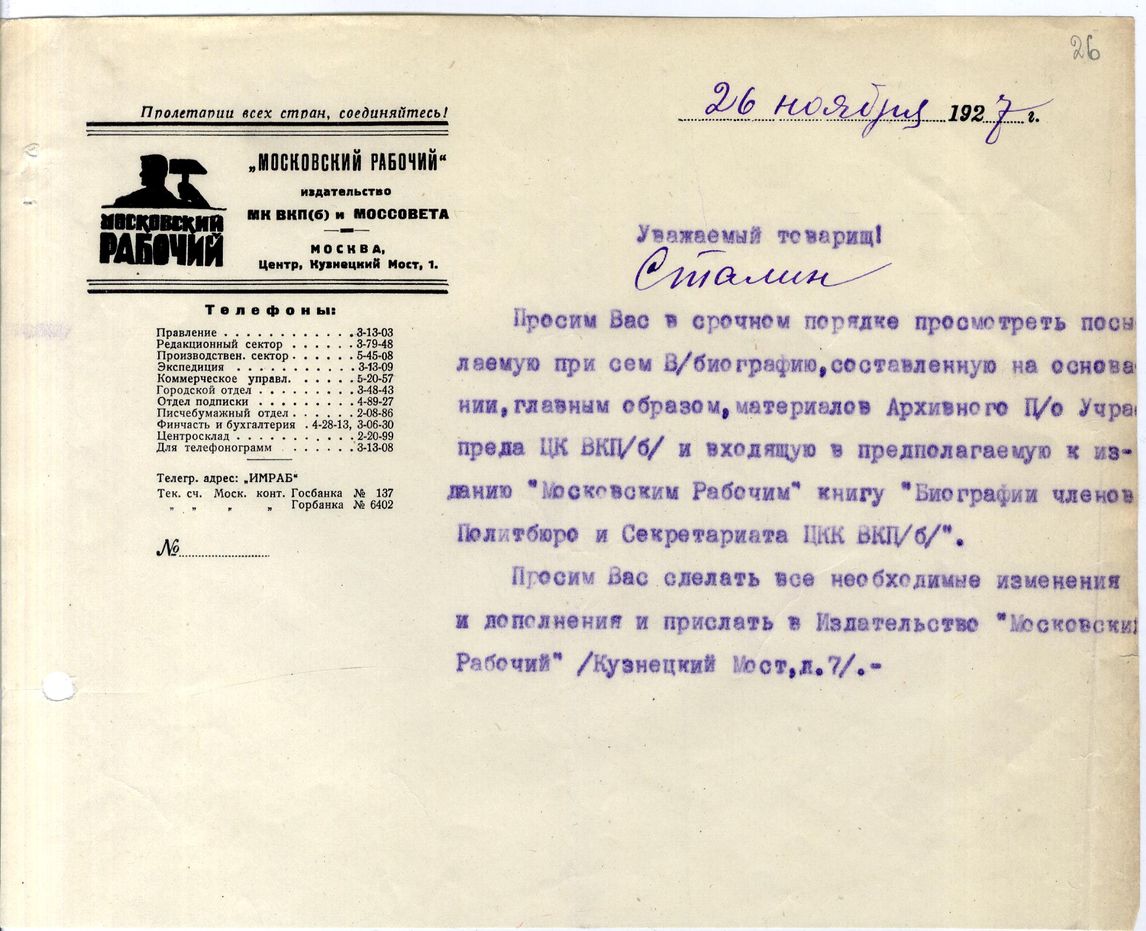 26
26 ноября 1927 г.
Пролетарии всех стран, соединяйтесь!
МОСКОВСКИЙ
РАБОЧИЙ
„МОСКОВСКИЙ РАБОЧИЙ“
издательство
МК ВКП(б) и МОССОВЕТА
МОСКВА,
Центр, Кузнецкий Мост, 1.
Телефоны:
Правление . . . . . . . . . . . . 3-13-03
Редакционный сектор . . . . . . 3-79-48
Производствен. сектор . . . . . 5-45-08
Экспедиция . . . . . . . . . . . 3-13-09
Коммерческое управл. . . . . . 5-20-57
Городской отдел . . . . . . . . . 3-48-43
Отдел подписки . . . . . . . . . 4-89-27
Писчебумажный отдел . . . . . . 2-08-86
Финчасть и бухгалтерия . 4-28-13, 3-06-30
Центросклад . . . . . . . . . . . 2-20-99
Для телефонограмм . . . . . . . 3-13-08
Телегр. адрес: „ИМРАБ“
Тек. сч. Моск. конт. Госбанка № 137
„ „ „ „ Горбанка № 6402
№
Уважаемый товарищ!
Сталин
Просим Вас в срочном порядке просмотреть посы
лаемую при сем В/биографию,составленную на основа
нии,главным образом,материалов Архивного П/о Учра
преда ЦК ВКП/б/ и входящую в предполагаемую к из-
данию "Московским Рабочим" книгу "Биографии членов
Политбюро и Секретариата ЦКК ВКП/б/".
Просим Вас сделать все необходимые изменения
и дополнения и прислать в Издательство "Московски
Рабочий" /Кузнецкий Мост,д.7/.-